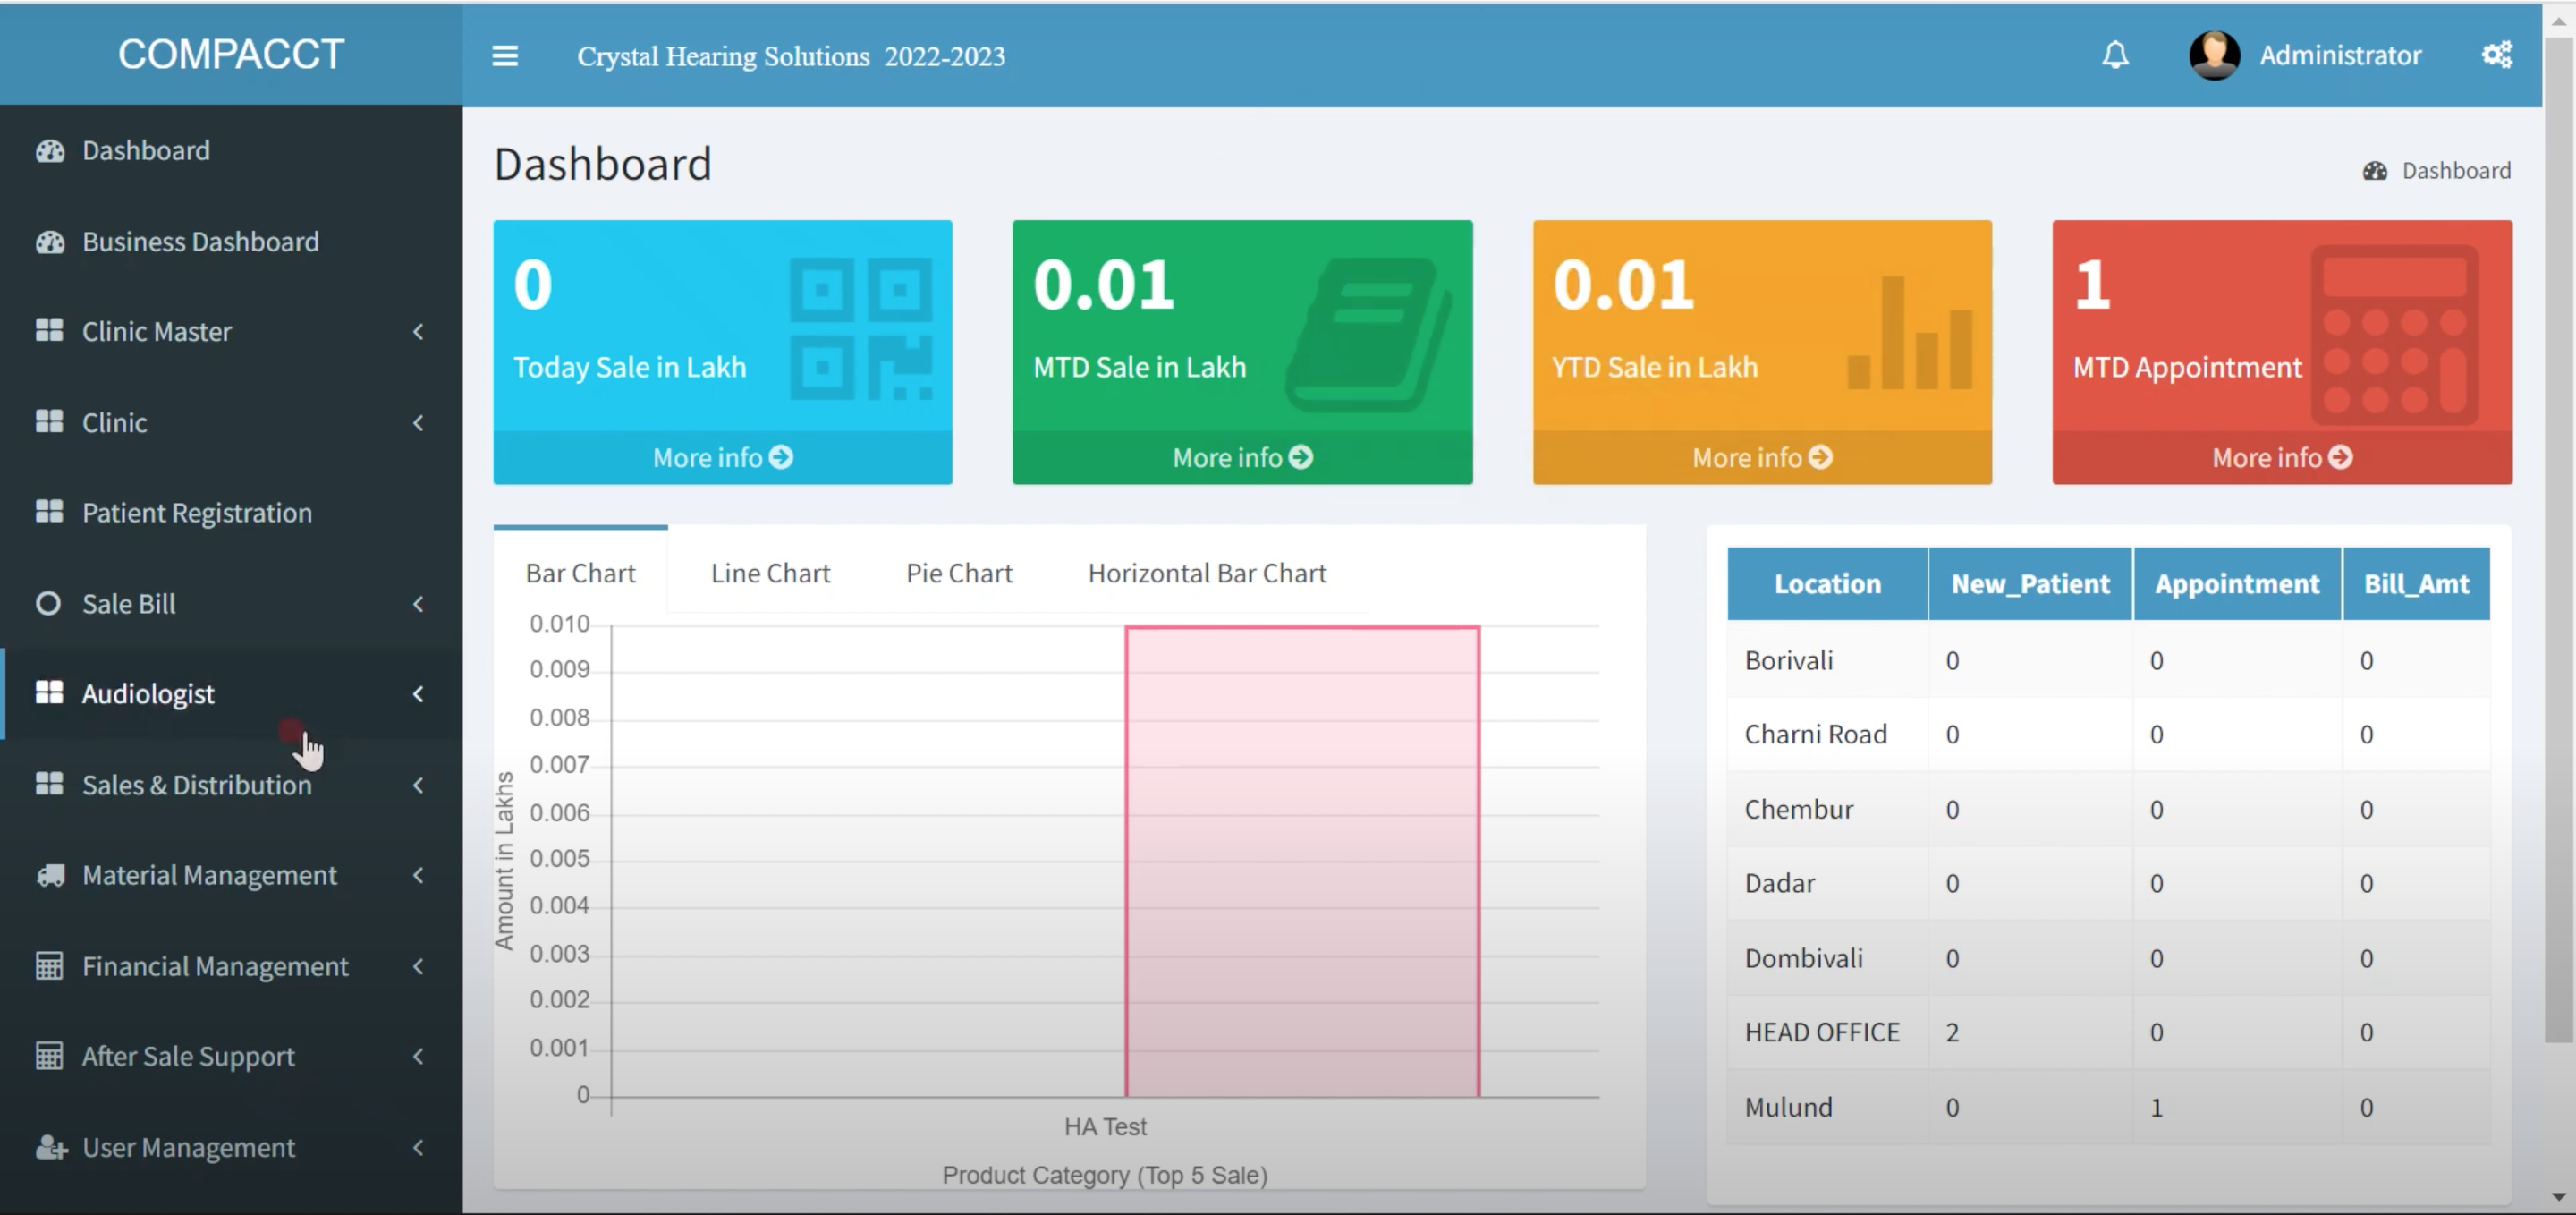 COMPACCT
Crystal Hearing Solutions 2022-2023
Administrator
Dashboard
Business Dashboard
Clinic Master
Clinic
Patient Registration
Sale Bill
Audiologist
Sales & Distribution
Material Management
Financial Management
After Sale Support
User Management
Dashboard
Dashboard
0
Today Sale in Lakh
More info
0.01
MTD Sale in Lakh
More info
0.01
YTD Sale in Lakh
More info
1
MTD Appointment
More info
Bar Chart Line Chart Pie Chart Horizontal Bar Chart
0.010
0.009
0.008
0.007
0.006
0.005
0.004
0.003
0.002
0.001
0
Amount in Lakhs
HA Test
Product Category (Top 5 Sale)
Location New_Patient Appointment Bill_Amt
Borivali 0 0 0
Charni Road 0 0 0
Chembur 0 0 0
Dadar 0 0 0
Dombivali 0 0 0
HEAD OFFICE 2 0 0
Mulund 0 1 0